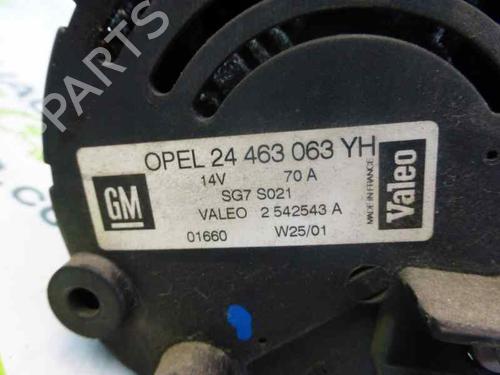 OPEL 24 463 063 YH
14V 70 A
SG7 S021
VALEO 2 542543 A
01660 W25/01
GM
MADE IN FRANCE
Valeo